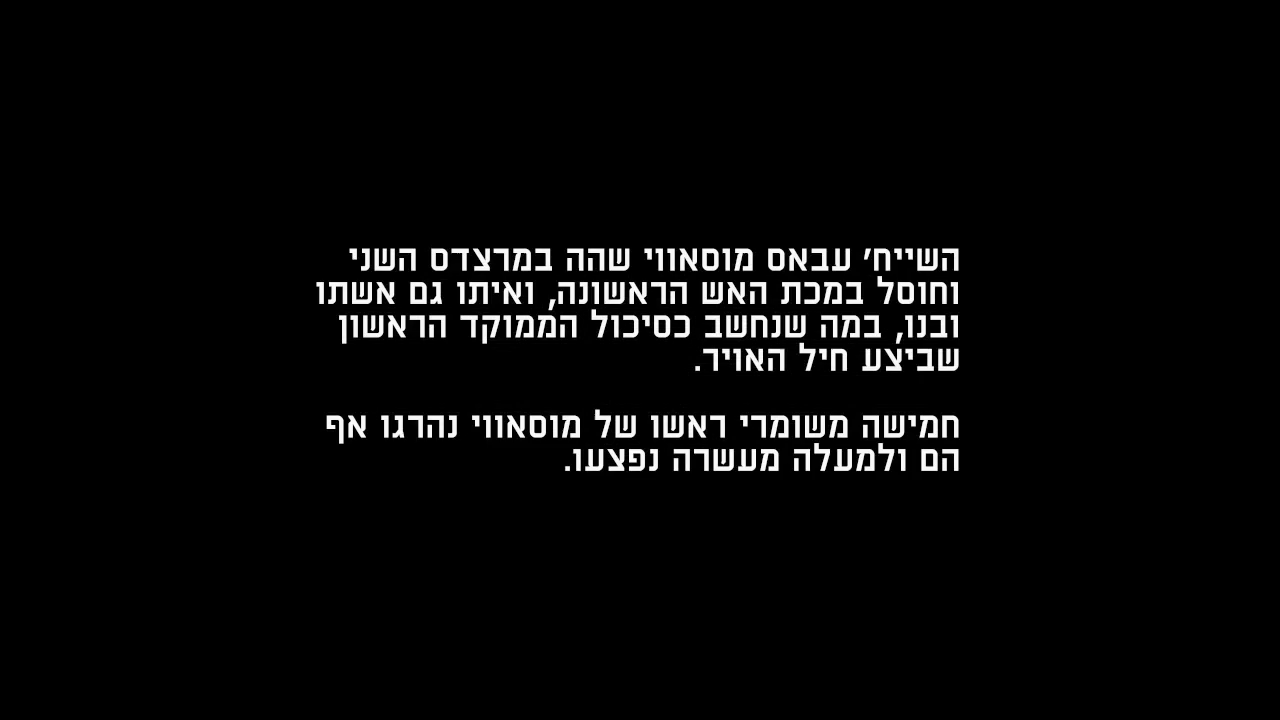 השייח' עבאס מוסאווי שהה במרצדס השני
וחוסל במכת האש הראשונה, ואיתו גם אשתו
ובנו, במה שנחשב כסיכול הממוקד הראשון
שביצע חיל האויר.
חמישה משומרי ראשו של מוסאווי נהרגו אף
הם ולמעלה מעשרה נפצעו.